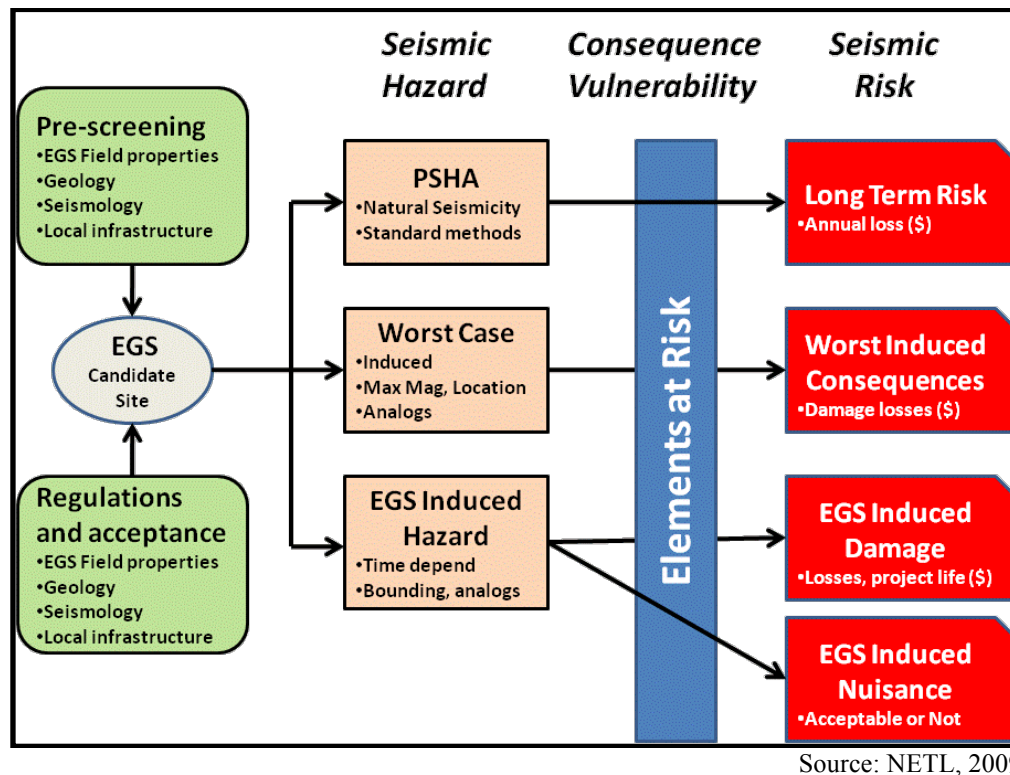 Seismic
Hazard
Consequence
Vulnerability
Seismic
Risk
Pre-screening
•EGS Field properties
•Geology
•Seismology
•Local infrastructure
EGS
Candidate
Site
Regulations
and acceptance
•EGS Field properties
•Geology
•Seismology
•Local infrastructure
PSHA
•Natural Seismicity
•Standard methods
Worst Case
•Induced
•Max Mag, Location
•Analogs
EGS Induced
Hazard
•Time depend
•Bounding, analogs
Elements at Risk
Long Term Risk
•Annual loss ($)
Worst Induced
Consequences
•Damage losses ($)
EGS Induced
Damage
•Losses, project life ($)
EGS Induced
Nuisance
•Acceptable or Not
Source: NETL, 2009